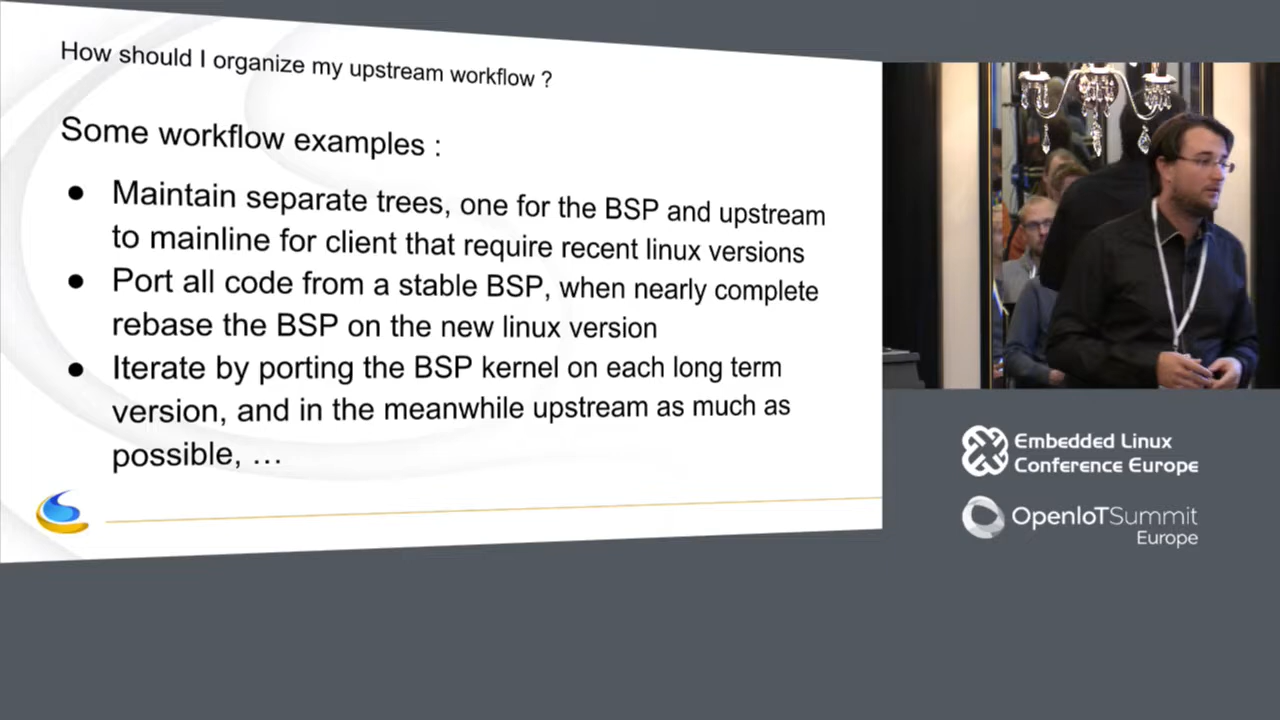 How should I organize my upstream workflow ?
Some workflow examples :
● Maintain separate trees, one for the BSP and upstream
to mainline for client that require recent linux versions
● Port all code from a stable BSP, when nearly complete
rebase the BSP on the new linux version
● Iterate by porting the BSP kernel on each long term
version, and in the meanwhile upstream as much as
possible, …
Embedded Linux
Conference Europe
OpenIoTSummit
Europe